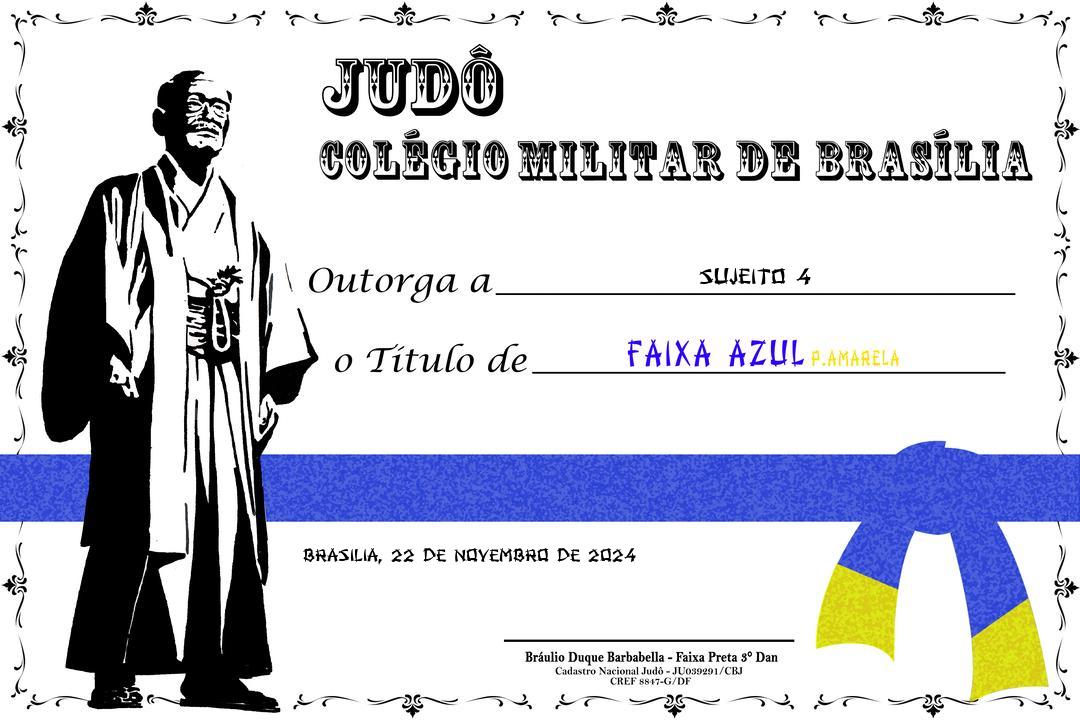 JUDÔ
COLÉGIO MILITAR DE BRASÍLIA
Outorga a SUJEITO 4
o Título de FAIXA AZUL P.AMARELA
BRASILIA, 22 DE NOVEMBRO DE 2024
Bráulio Duque Barbabella - Faixa Preta 3° Dan
Cadastro Nacional Judô - JU039291/CBJ
CREF 8847-G/DF